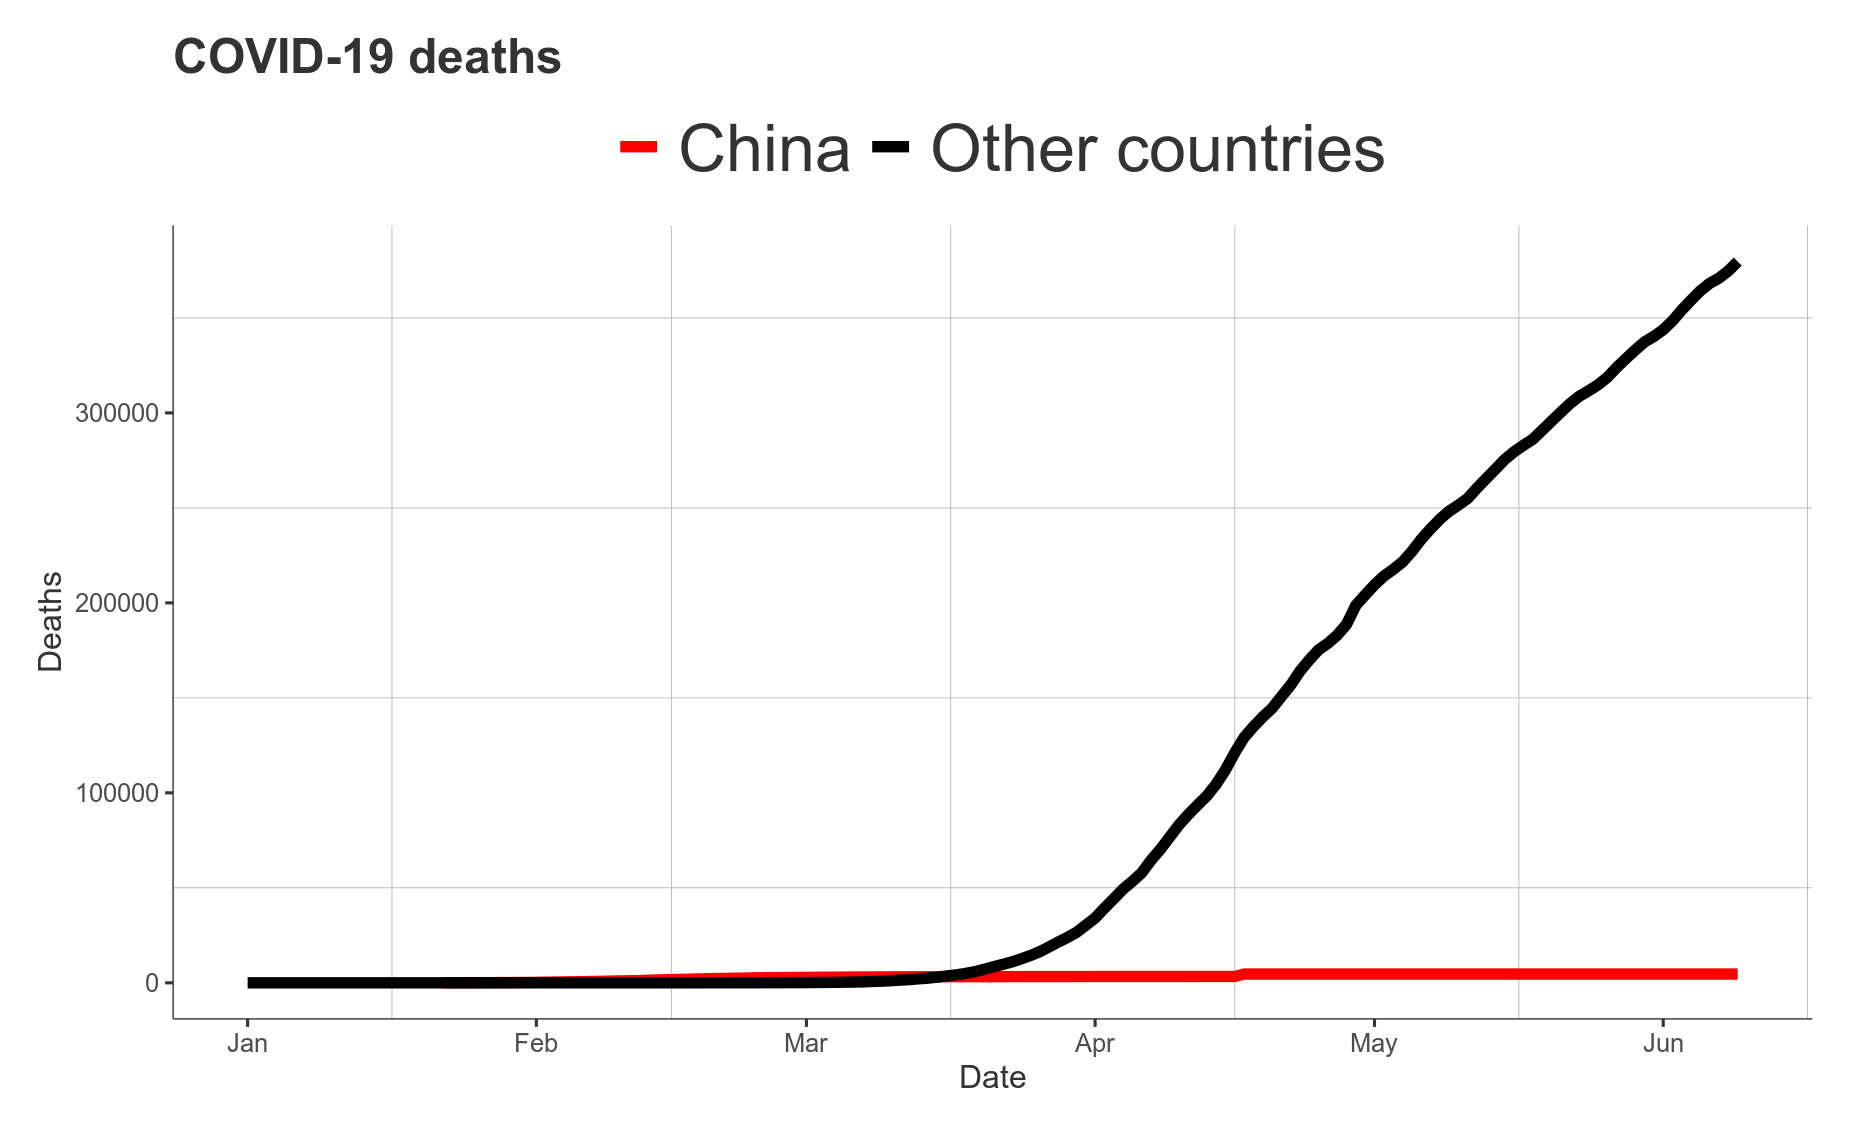 COVID-19 deaths
China Other countries
300000
200000
100000
0
Deaths
Jan Feb Mar Apr May Jun
Date